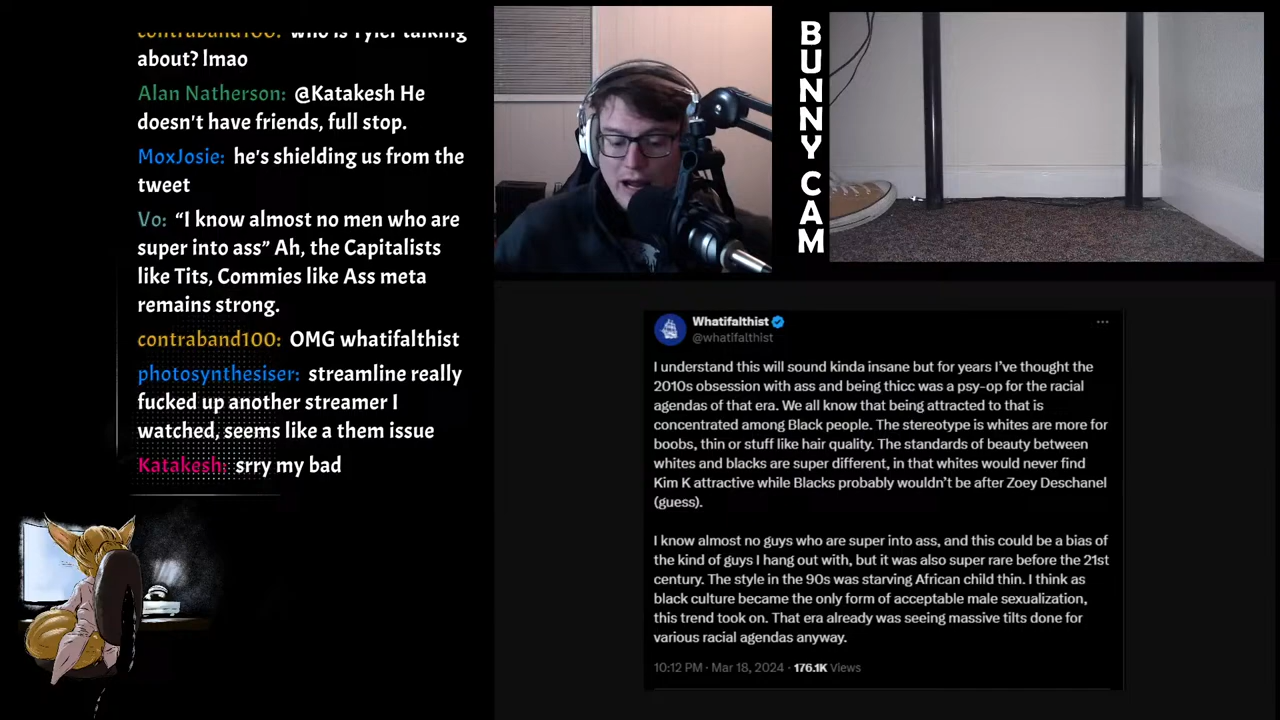 contraband100: who is Tyler talking
about? lmao
Alan Natherson: @Katakesh He
doesn't have friends, full stop.
MoxJosie: he's shielding us from the
tweet
Vo: “I know almost no men who are
super into ass” Ah, the Capitalists
like Tits, Commies like Ass meta
remains strong.
contraband100: OMG whatifalthist
photosynthesiser: streamline really
fucked up another streamer I
watched, seems like a them issue
Katakesh: srry my bad
BUNNY CAM
Whatifalthist
@whatifalthist
I understand this will sound kinda insane but for years I've thought the
2010s obsession with ass and being thicc was a psy-op for the racial
agendas of that era. We all know that being attracted to that is
concentrated among Black people. The stereotype is whites are more for
boobs, thin or stuff like hair quality. The standards of beauty between
whites and blacks are super different, in that whites would never find
Kim K attractive while Blacks probably wouldn't be after Zoey Deschanel
(guess).
I know almost no guys who are super into ass, and this could be a bias of
the kind of guys I hang out with, but it was also super rare before the 21st
century. The style in the 90s was starving African child thin. I think as
black culture became the only form of acceptable male sexualization,
this trend took on. That era already was seeing massive tilts done for
various racial agendas anyway.
10:12 PM · Mar 18, 2024 · 176.1K Views